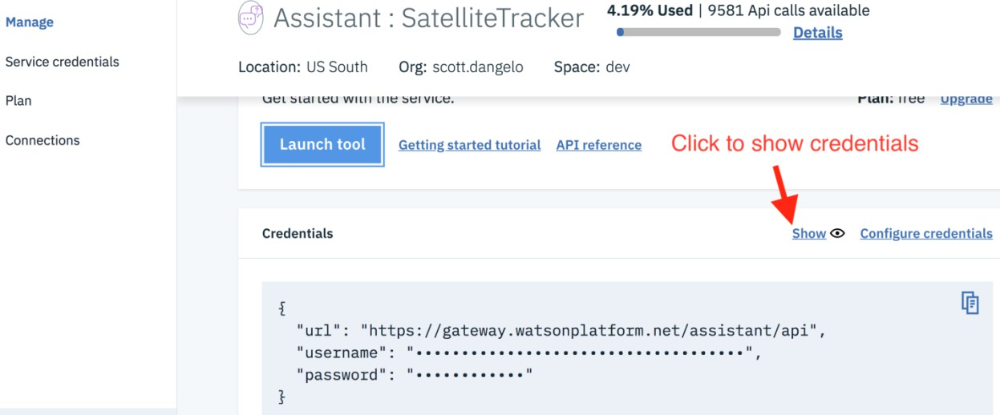 Manage
Service credentials
Plan
Connections
Assistant : SatelliteTracker
4.19% Used | 9581 Api calls available
Details
Location: US South Org: scott.dangelo Space: dev
Get started with the service. Plan: free Upgrade
Launch tool Getting started tutorial API reference
Click to show credentials
Credentials Show Configure credentials
{
"url": "https://gateway.watsonplatform.net/assistant/api",
"username": "••••••••••••••••••••••••••••••••••••",
"password": "••••••••••••"
}